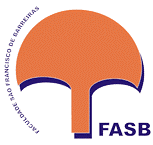 FACULDADE SÃO FRANCISCO DE BARREIRAS
FASB